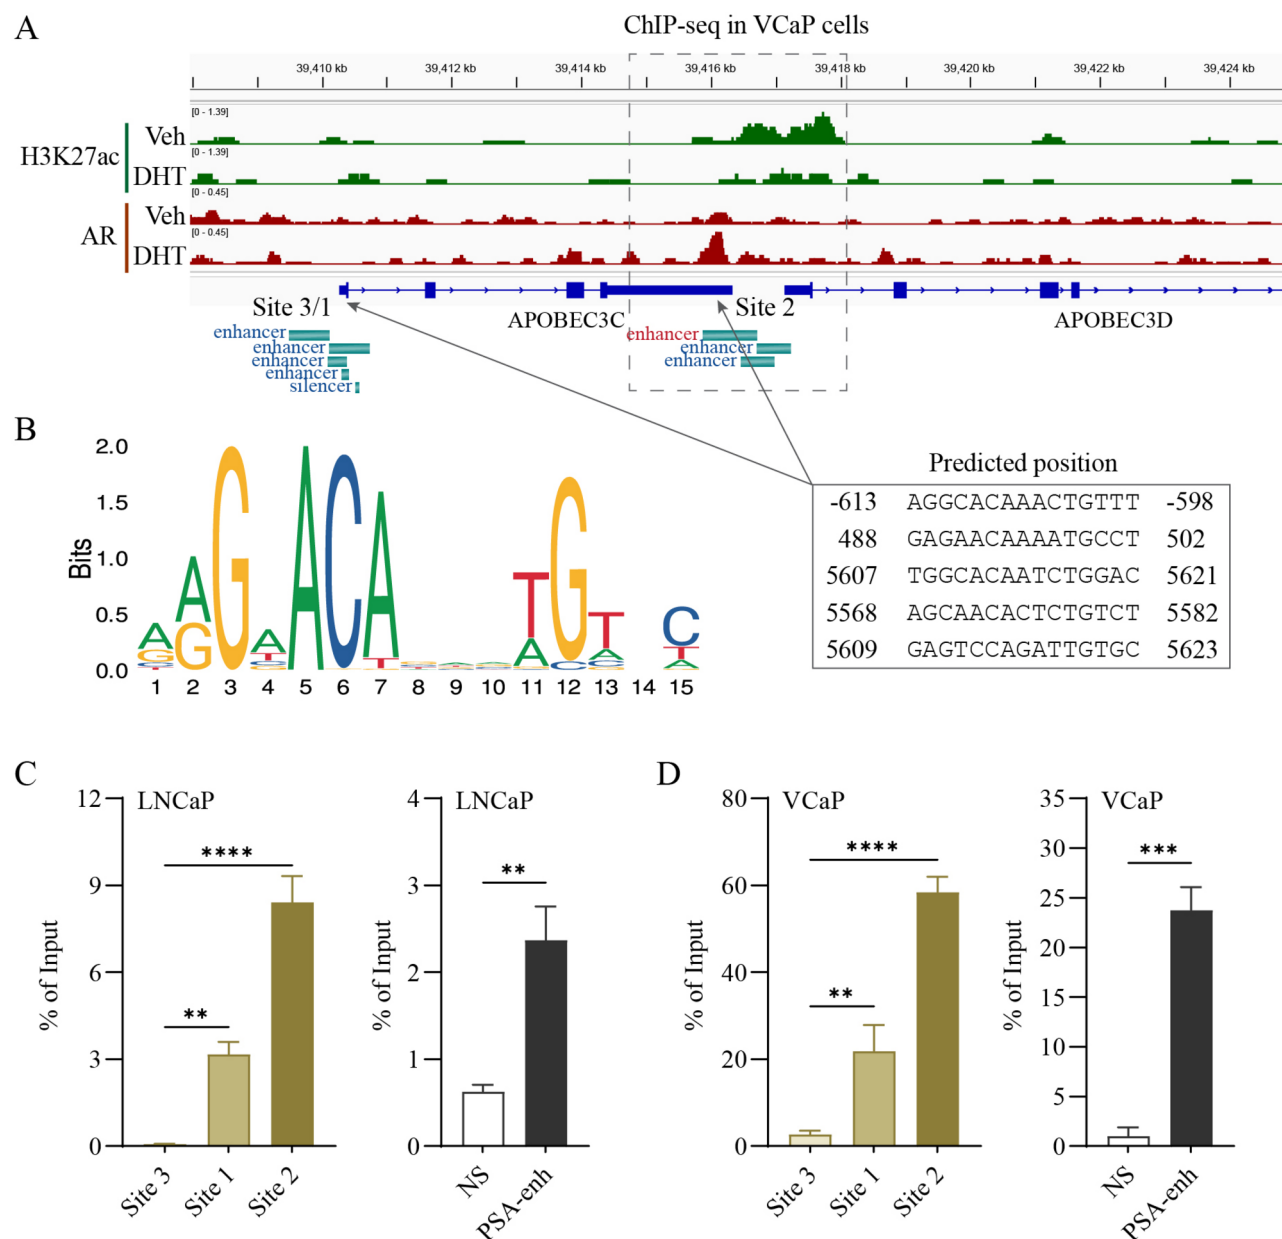 A
ChIP-seq in VCaP cells
39,410 kb 39,412 kb 39,414 kb 39,416 kb 39,418 kb 39,420 kb 39,422 kb 39,424 kb
H3K27ac
Veh
[0 - 1.39]
DHT
[0 - 1.39]
AR
Veh
[0 - 0.45]
DHT
[0 - 0.45]
Site 3/1
APOBEC3C
Site 2
APOBEC3D
enhancer
enhancer
enhancer
enhancer
silencer
enhancer
enhancer
enhancer
B
Bits
2.0
1.5
1.0
0.5
0.0
1 2 3 4 5 6 7 8 9 10 11 12 13 14 15
Predicted position
-613 AGGCACAAACTGTTT -598
488 GAGAACAAAATGCCT 502
5607 TGGCACAATCTGGAC 5621
5568 AGCAACACTCTGTCT 5582
5609 GAGTCCAGATTGTGC 5623
C
LNCaP
% of Input
12
9
6
3
0
****
**
Site 3 Site 1 Site 2
LNCaP
% of Input
4
3
2
1
0
**
NS PSA-enh
D
VCaP
% of Input
80
60
40
20
0
****
**
Site 3 Site 1 Site 2
VCaP
% of Input
35
30
25
20
15
10
5
0
***
NS PSA-enh